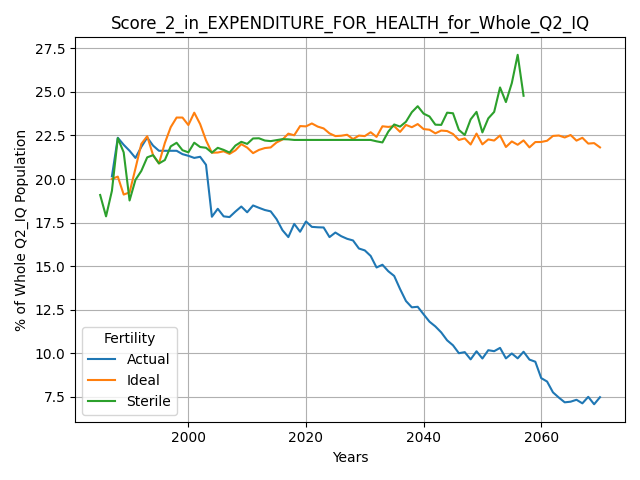 Score_2_in_EXPENDITURE_FOR_HEALTH_for_Whole_Q2_IQ
% of Whole Q2_IQ Population
27.5
25.0
22.5
20.0
17.5
15.0
12.5
10.0
7.5
Fertility
Actual
Ideal
Sterile
2000
2020
2040
2060
Years